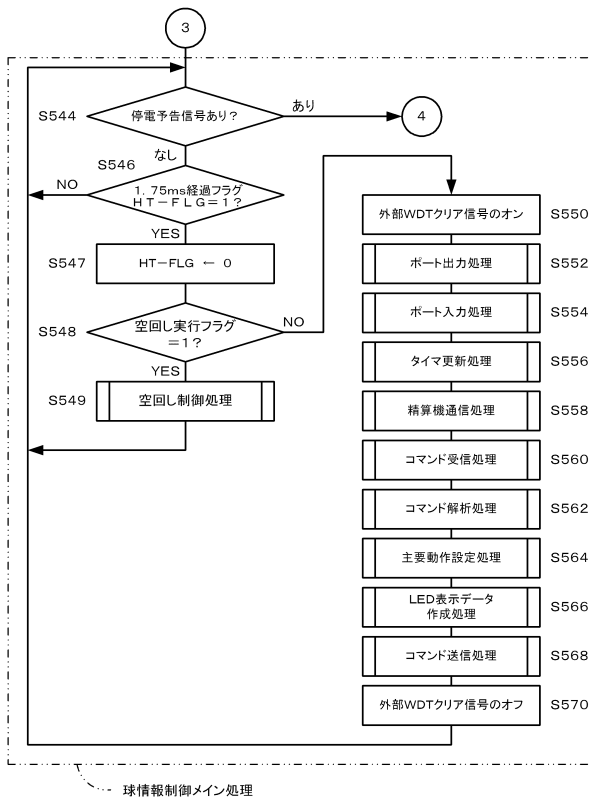 3
S544
停電予告信号あり?
あり
4
なし
S546
1.75ms経過フラグ
HT-FLG=1?
NO
YES
S547
HT-FLG ← 0
S548
空回し実行フラグ
=1?
NO
YES
S549
空回し制御処理
外部WDTクリア信号のオン
S550
ポート出力処理
S552
ポート入力処理
S554
タイマ更新処理
S556
精算機通信処理
S558
コマンド受信処理
S560
コマンド解析処理
S562
主要動作設定処理
S564
LED表示データ
作成処理
S566
コマンド送信処理
S568
外部WDTクリア信号のオフ
S570
球情報制御メイン処理